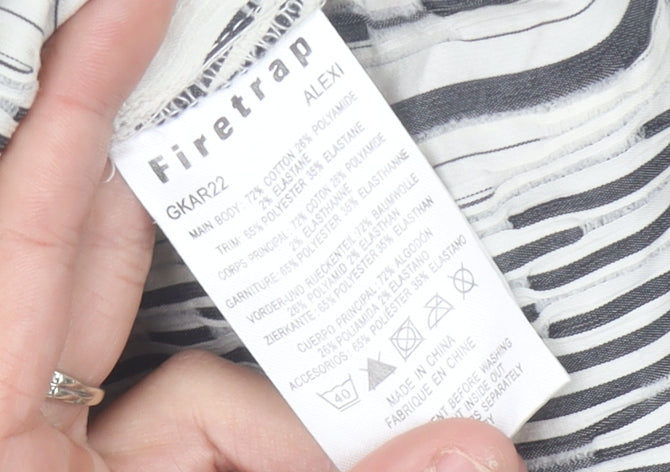 Firetrap
GKAR22 ALEXI
MAIN BODY: 72% COTTON 26% POLYAMIDE
2% ELASTANE
TRIM: 65% POLYESTER 35% ELASTANE
CORPS PRINCIPAL: 72% COTON 26% POLYAMIDE
2% ELASTHANNE
GARNITURE: 65% POLYESTER 35% ELASTHANNE
VORDER-UND RUECKENTEIL: 72% BAUMWOLLE
26% POLYAMID 2% ELASTHAN
ZIERKANTE: 65% POLYESTER 35% ELASTHAN
CUERPO PRINCIPAL: 72% ALGODON
26% POLIAMIDA 2% ELASTANO
ACCESORIOS: 65% POLIÉSTER 35% ELASTANO
40
MADE IN CHINA
FABRIQUE EN CHINE
BEFORE WASHING
INSIDE OUT
SEPARATELY